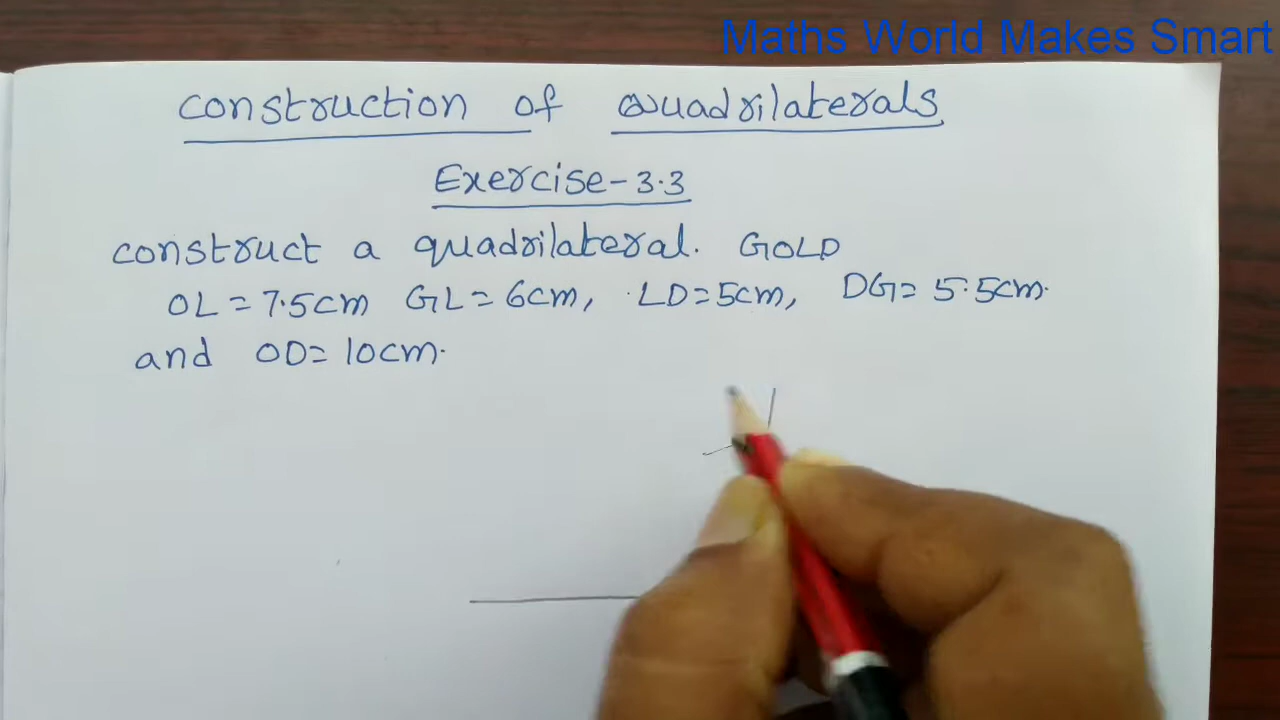 Maths World Makes Smart
construction of Quadrilaterals
Exercise-3.3
construct a quadrilateral. GOLD
OL = 7.5cm GL = 6cm, LD = 5cm, DG = 5.5cm.
and OD = 10cm.